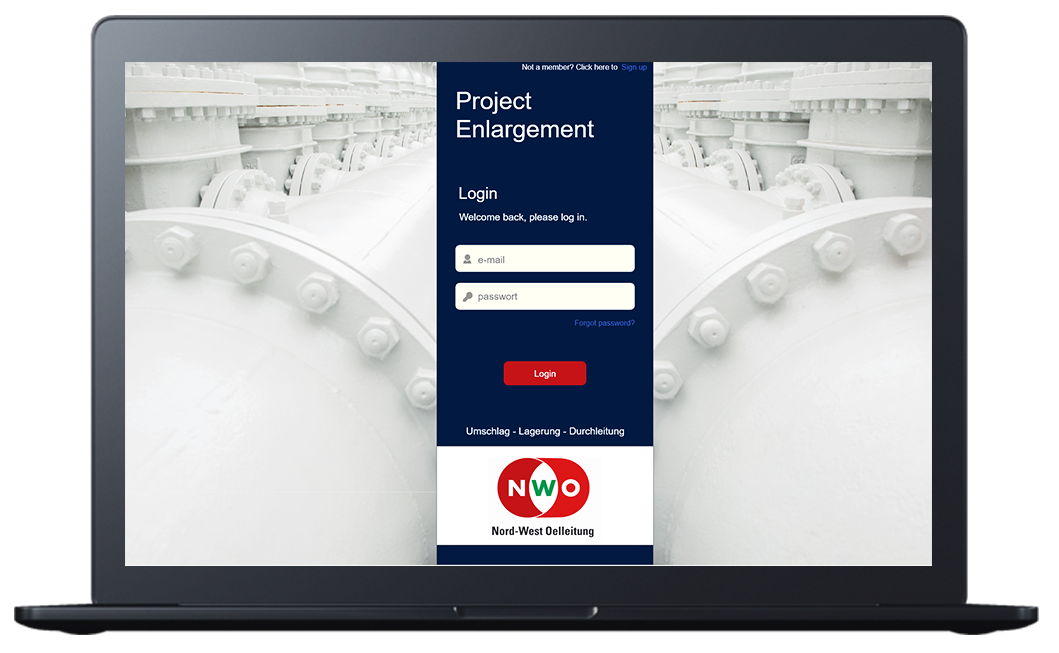 Not a member? Click here to Sign up
Project
Enlargement
Login
Welcome back, please log in.
e-mail
passwort
Forgot password?
Login
Umschlag - Lagerung - Durchleitung
NWO
Nord-West Oelleitung